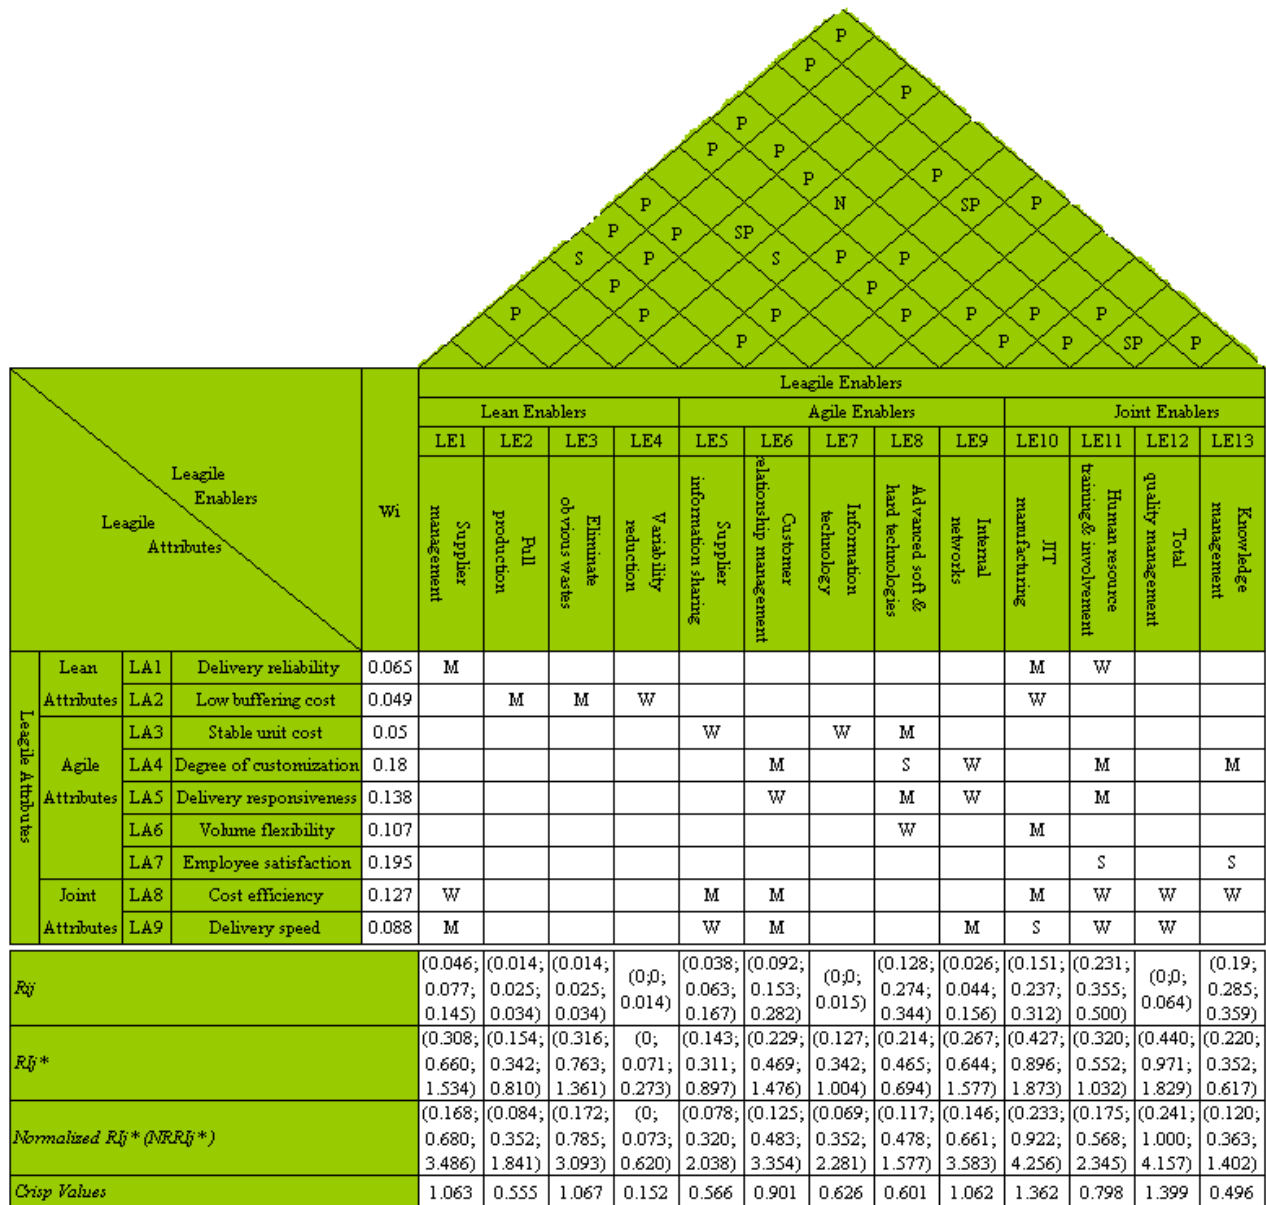 P
P
P
P
P P
P P
P N SP P
P P SP
S P S P P
P P
P P P P P P P
P P P SP P
Leagile Enablers
Lean Enablers Agile Enablers Joint Enablers
LE1 LE2 LE3 LE4 LE5 LE6 LE7 LE8 LE9 LE10 LE11 LE12 LE13
Leagile
Enablers
Leagile
Attributes
Wi
Supplier
management
Pull
production
Eliminate
obvious wastes
Variability
reduction
Supplier
information sharing
Customer
elationship management
Information
technology
Advanced soft &
hard technologies
Internal
networks
JIT
manufacturing
Human resource
training& involvement
Total
quality management
Knowledge
management
Leagile Attributes
Lean
Attributes
LA1 Delivery reliability 0.065 M M W
LA2 Low buffering cost 0.049 M M W W
Agile
Attributes
LA3 Stable unit cost 0.05 W W M
LA4 Degree of customization 0.18 M S W M M
LA5 Delivery responsiveness 0.138 W M W M
LA6 Volume flexibility 0.107 W M
LA7 Employee satisfaction 0.195 S S
Joint
Attributes
LA8 Cost efficiency 0.127 W M M M W W W
LA9 Delivery speed 0.088 M W M M S W W
Rij (0.046; 0.077; 0.145) (0.014; 0.025; 0.034) (0.014; 0.025; 0.034) (0;0; 0.014) (0.038; 0.063; 0.167) (0.092; 0.153; 0.282) (0;0; 0.015) (0.128; 0.274; 0.344) (0.026; 0.044; 0.156) (0.151; 0.237; 0.312) (0.231; 0.355; 0.500) (0;0; 0.064) (0.19; 0.285; 0.359)
RIj* (0.308; 0.660; 1.534) (0.154; 0.342; 0.810) (0.316; 0.763; 1.361) (0; 0.071; 0.273) (0.143; 0.311; 0.897) (0.229; 0.469; 1.476) (0.127; 0.342; 1.004) (0.214; 0.465; 0.694) (0.267; 0.644; 1.577) (0.427; 0.896; 1.873) (0.320; 0.552; 1.032) (0.440; 0.971; 1.829) (0.220; 0.352; 0.617)
Normalized RIj* (NRRIj*) (0.168; 0.680; 3.486) (0.084; 0.352; 1.841) (0.172; 0.785; 3.093) (0; 0.073; 0.620) (0.078; 0.320; 2.038) (0.125; 0.483; 3.354) (0.069; 0.352; 2.281) (0.117; 0.478; 1.577) (0.146; 0.661; 3.583) (0.233; 0.922; 4.256) (0.175; 0.568; 2.345) (0.241; 1.000; 4.157) (0.120; 0.363; 1.402)
Crisp Values 1.063 0.555 1.067 0.152 0.566 0.901 0.626 0.601 1.062 1.362 0.798 1.399 0.496